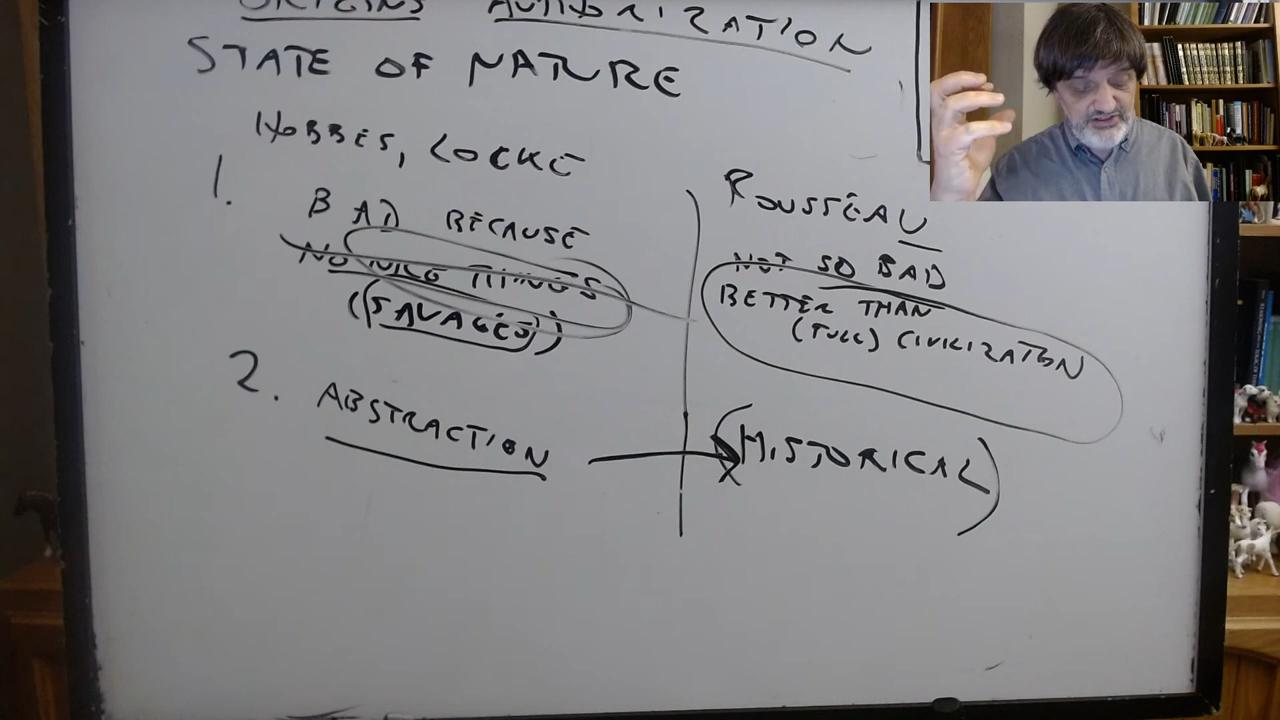 ORIGINS AUTHORIZATION
STATE OF NATURE
HOBBES, LOCKE
1.
BAD BECAUSE
NO NICE THINGS
(SAVAGES)
ROUSSEAU
NOT SO BAD
BETTER THAN
(FULL) CIVILIZATION
2.
ABSTRACTION
(HISTORICAL)